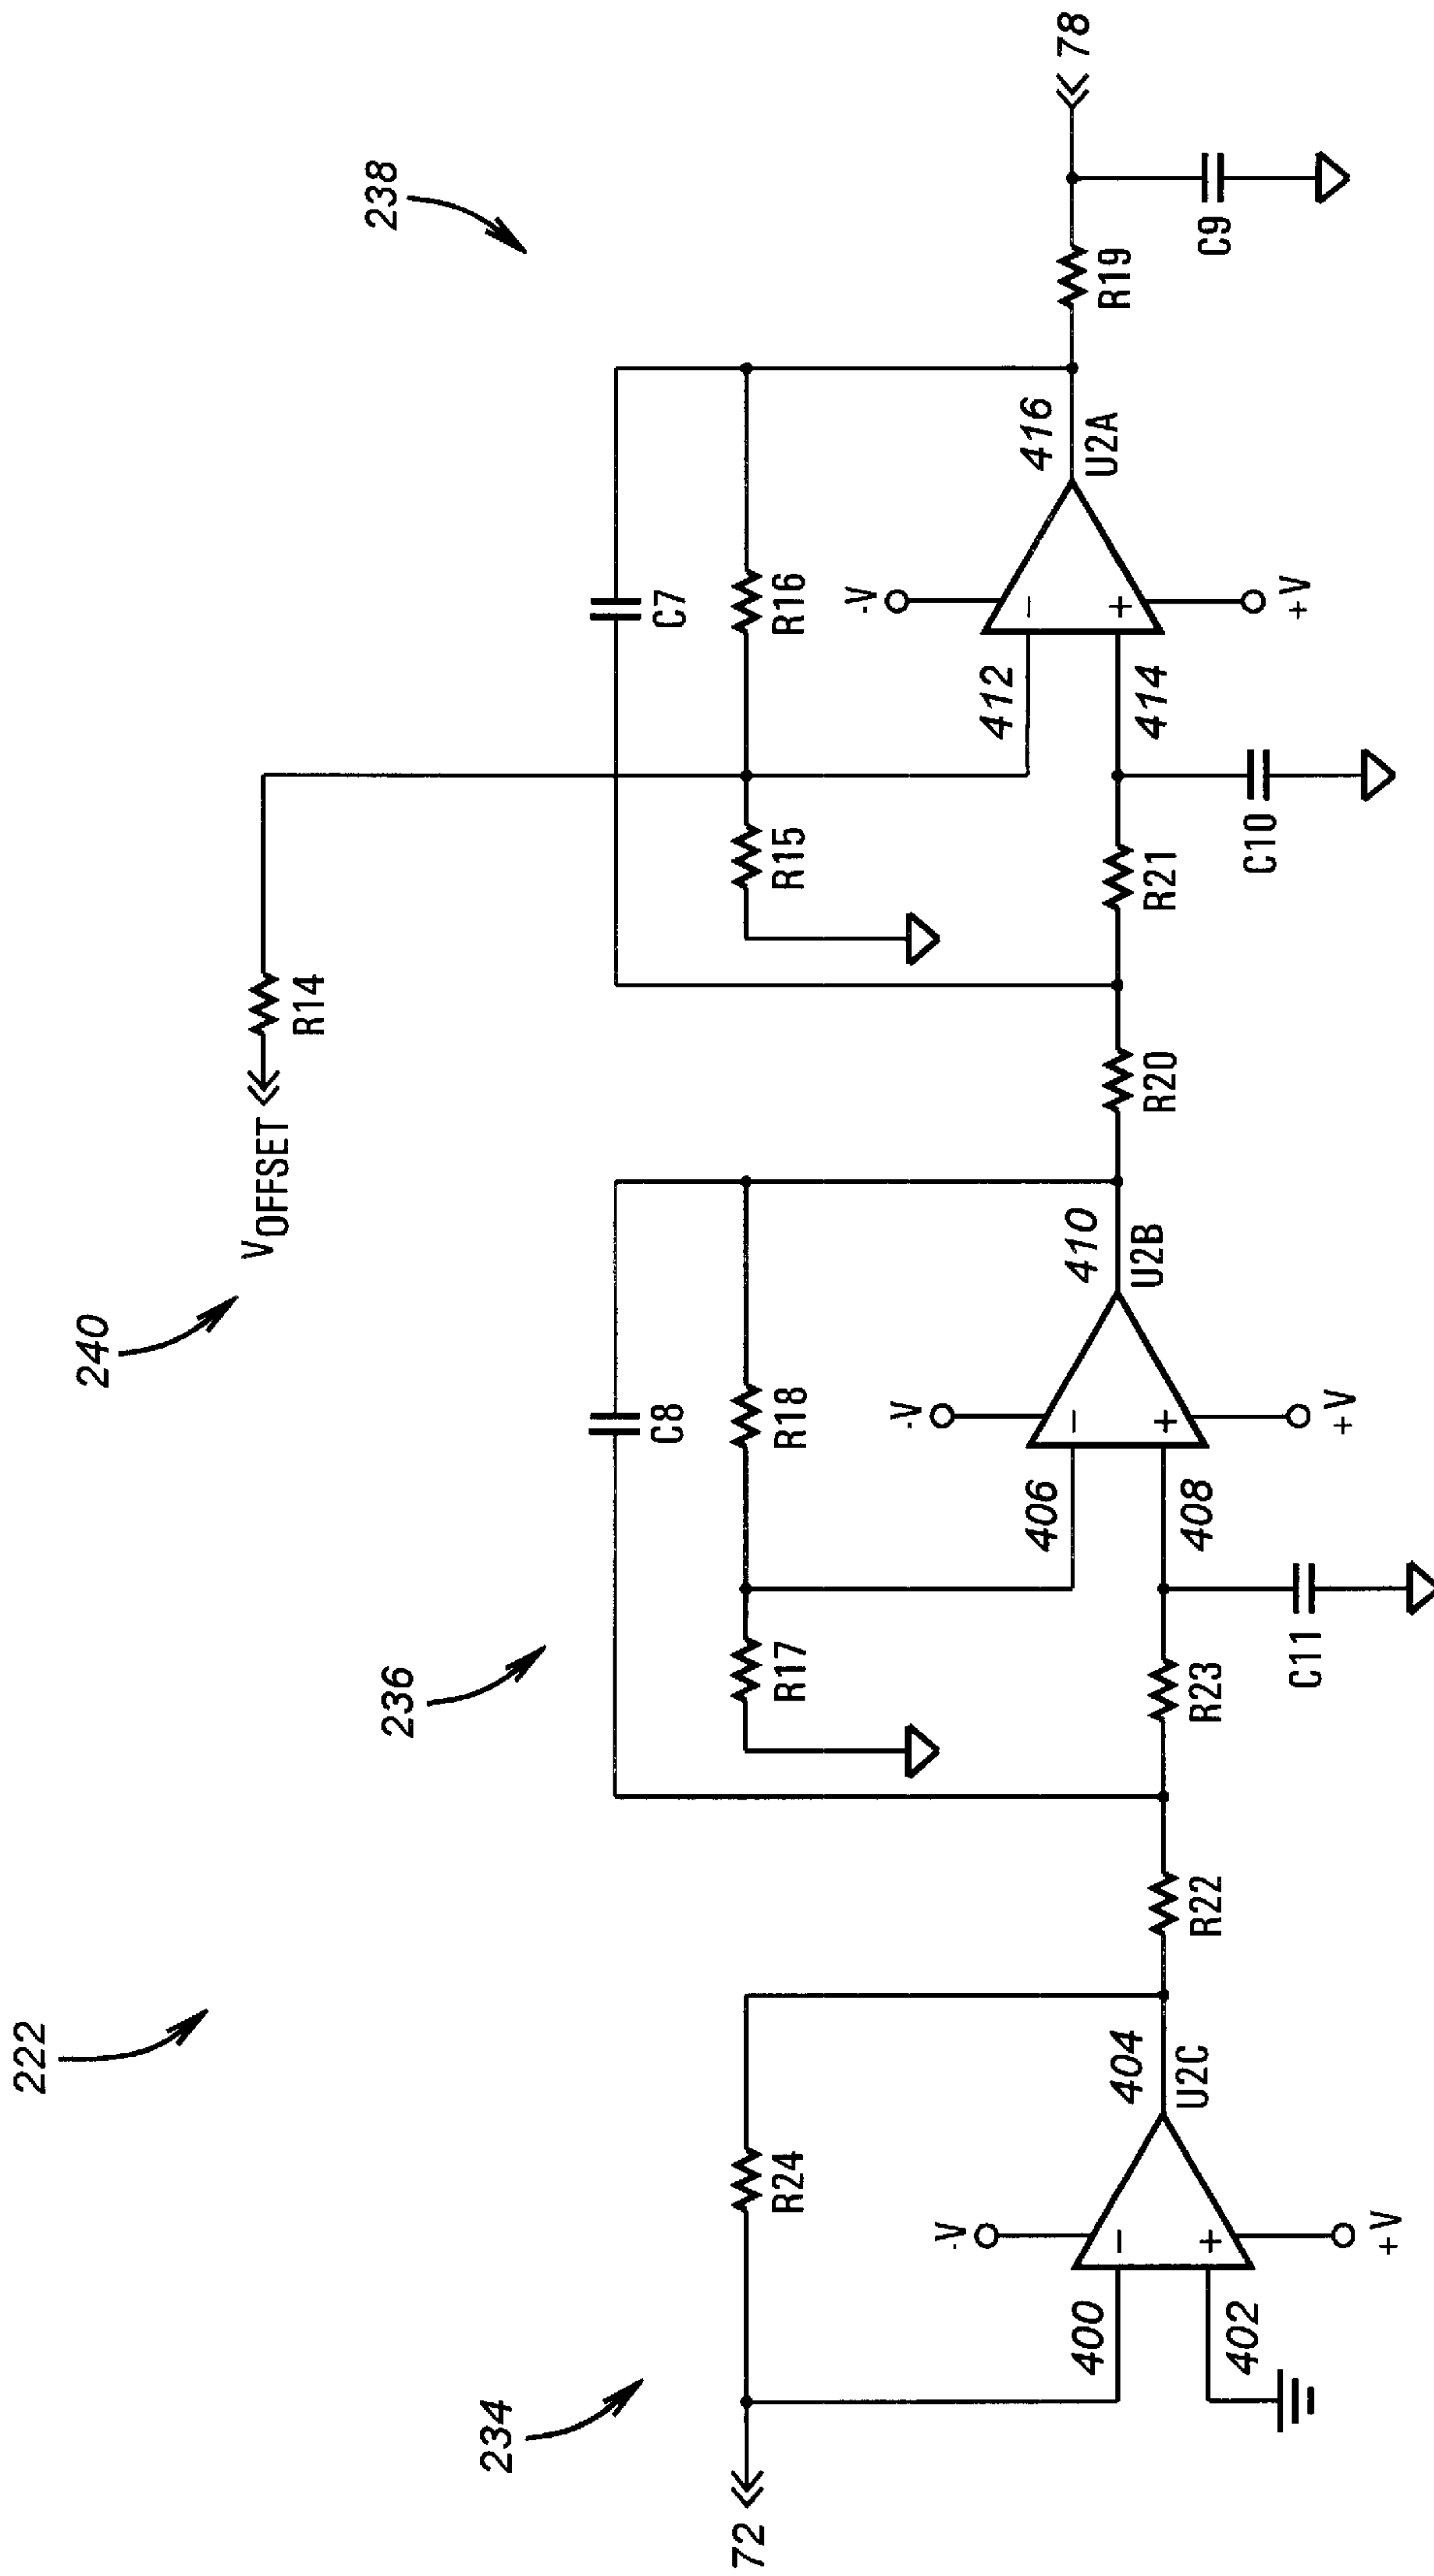 222
240
238
VOFFSET
R14
236
234
C8
C7
R24
R17
R18
R15
R16
72
-V
-V
-V
400
404
406
410
412
416
78
−
−
−
+
+
+
402
U2C
R22
R23
408
U2B
R20
R21
414
U2A
R19
+V
C11
+V
C10
+V
C9